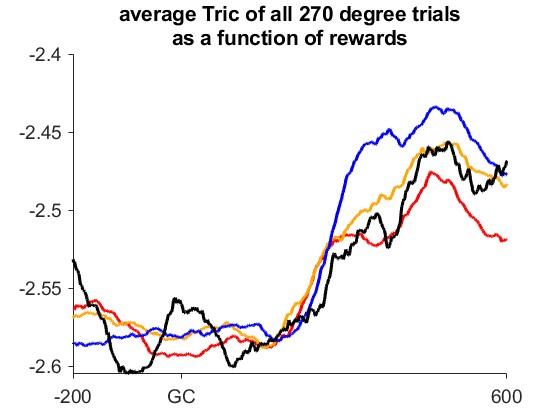 average Tric of all 270 degree trials
as a function of rewards
-2.4
-2.45
-2.5
-2.55
-2.6
-200 GC 600